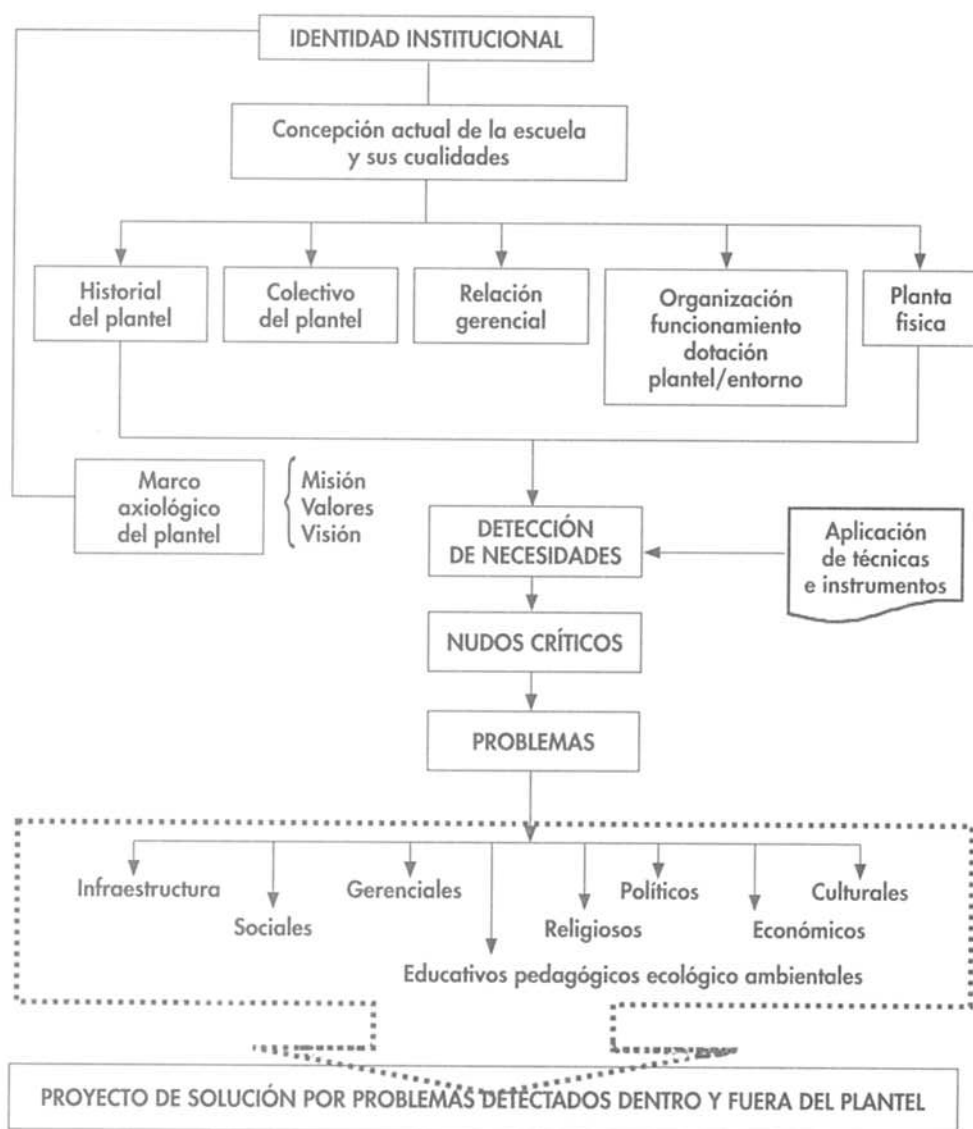 IDENTIDAD INSTITUCIONAL
Concepción actual de la escuela
y sus cualidades
Historial
del plantel
Colectivo
del plantel
Relación
gerencial
Organización
funcionamiento
dotación
plantel/entorno
Planta
fisica
Marco
axiológico
del plantel
Misión
Valores
Visión
DETECCIÓN
DE NECESIDADES
Aplicación
de técnicas
e instrumentos
NUDOS CRÍTICOS
PROBLEMAS
Infraestructura
Sociales
Gerenciales
Educativos pedagógicos ecológico ambientales
Religiosos
Políticos
Económicos
Culturales
PROYECTO DE SOLUCIÓN POR PROBLEMAS DETECTADOS DENTRO Y FUERA DEL PLANTEL